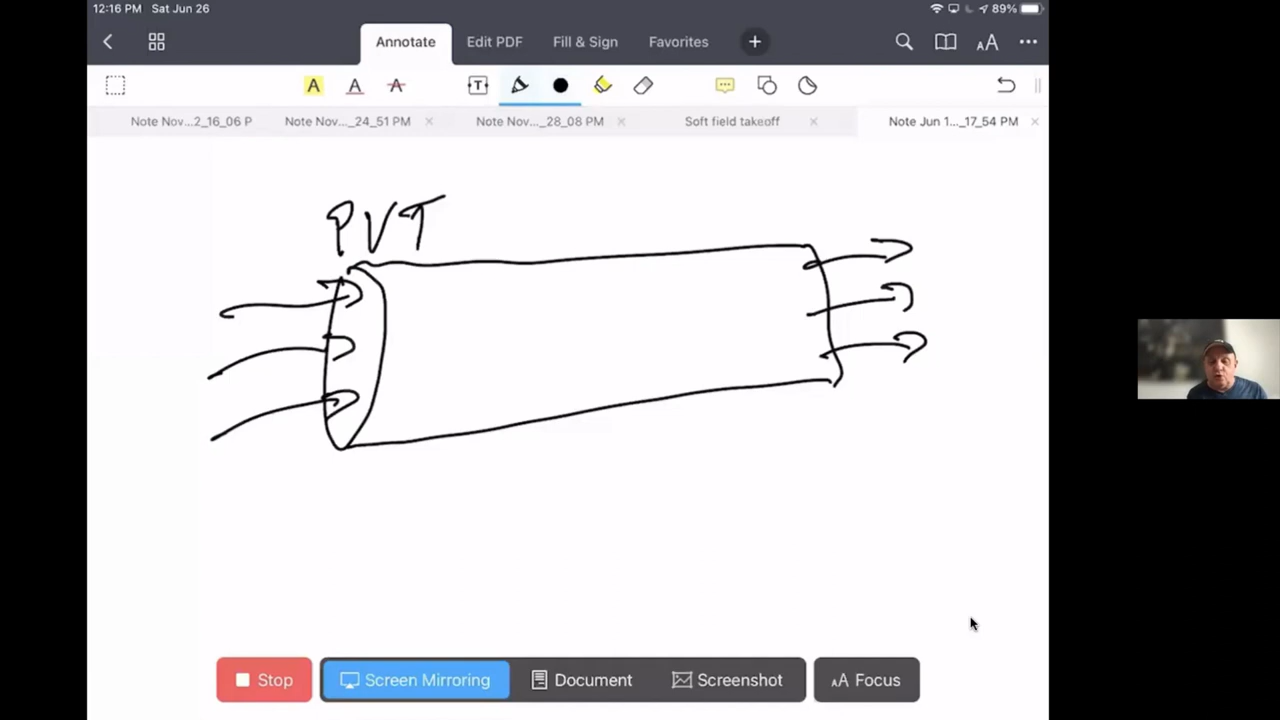 12:16 PM Sat Jun 26 89%
Annotate Edit PDF Fill & Sign Favorites AA
A A A T
Note Nov...2_16_06 P Note Nov..._24_51 PM Note Nov..._28_08 PM Soft field takeoff Note Jun 1..._17_54 PM
PVT
Stop Screen Mirroring Document Screenshot AA Focus